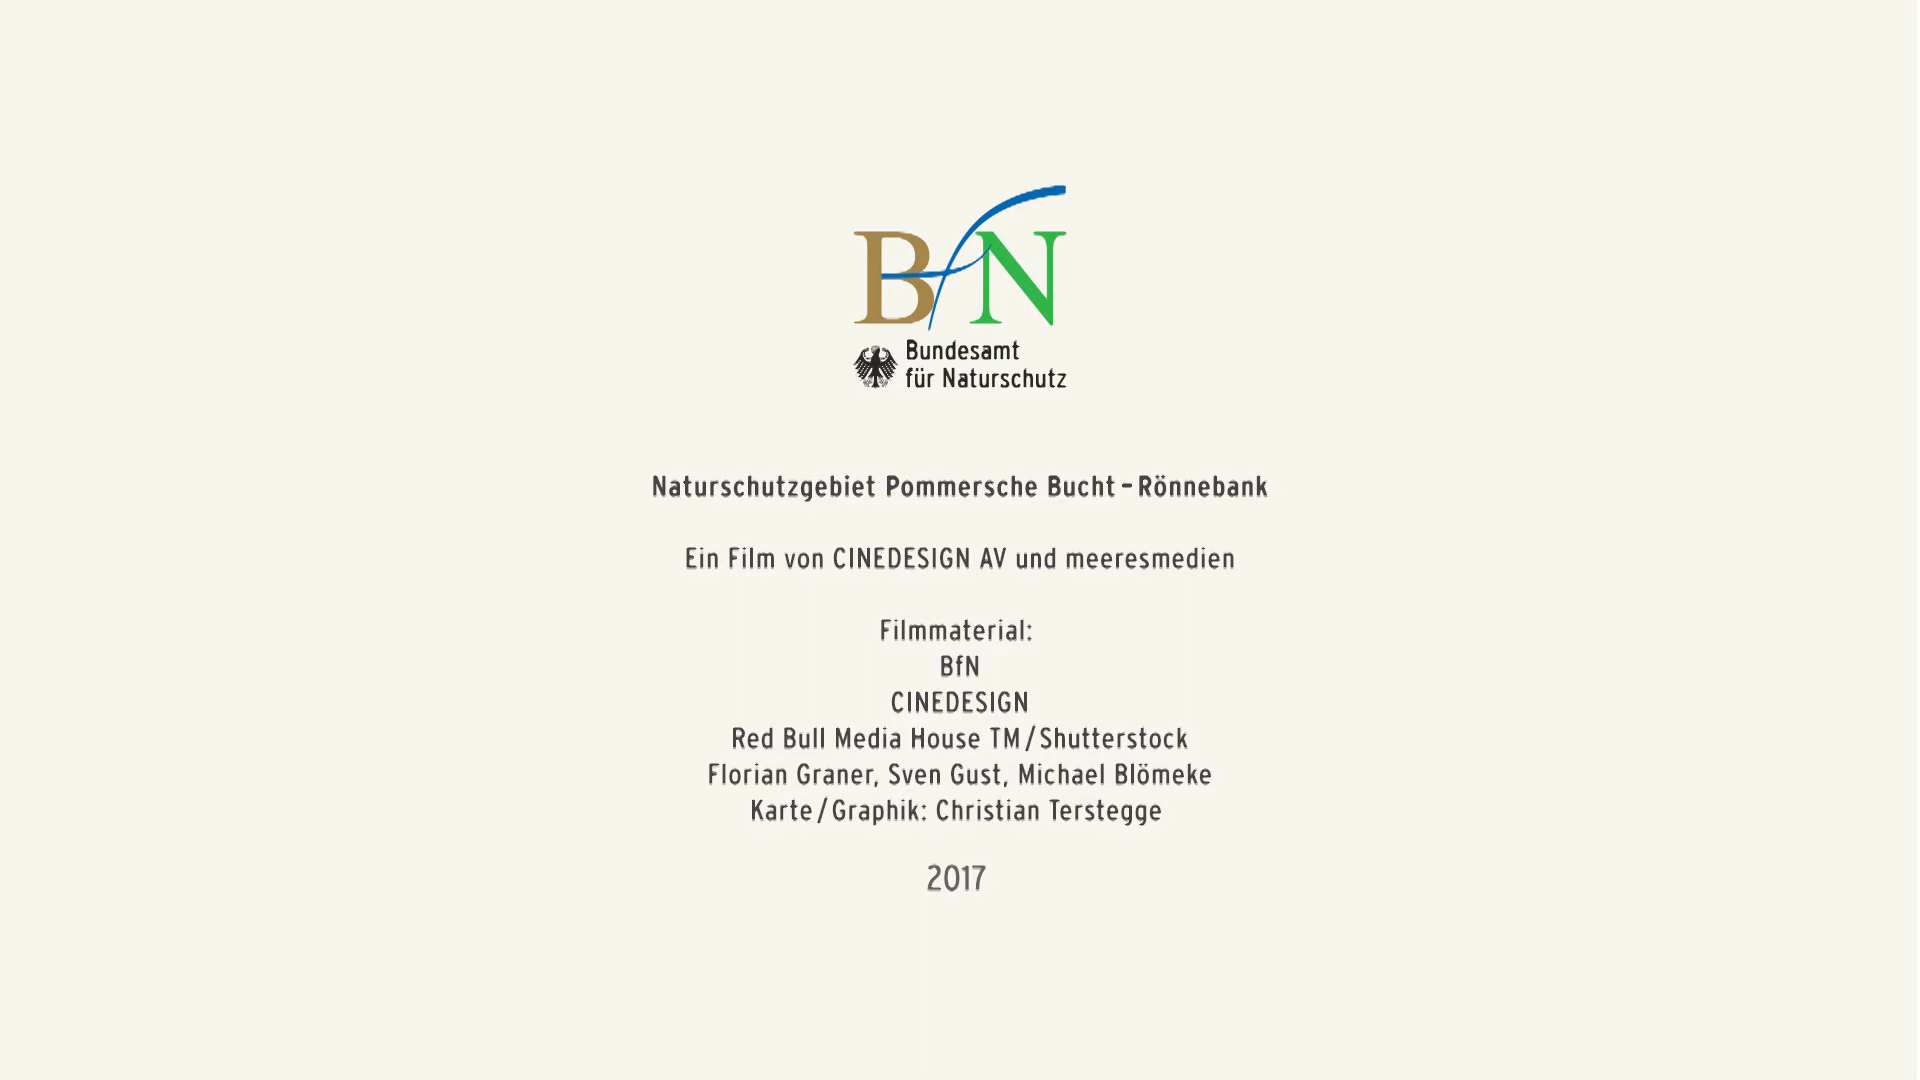 BfN
Bundesamt
für Naturschutz
Naturschutzgebiet Pommersche Bucht – Rönnebank
Ein Film von CINEDESIGN AV und meeresmedien
Filmmaterial:
BfN
CINEDESIGN
Red Bull Media House TM / Shutterstock
Florian Graner, Sven Gust, Michael Blömeke
Karte / Graphik: Christian Terstegge
2017